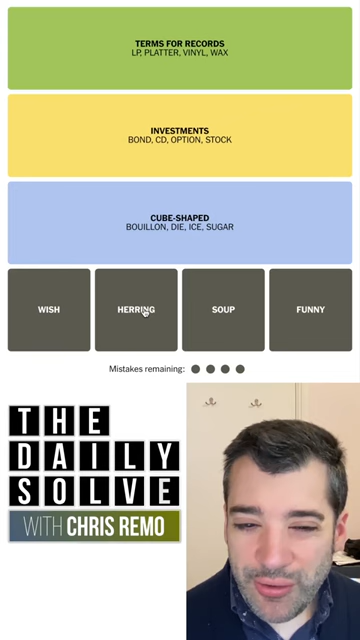 TERMS FOR RECORDS
LP, PLATTER, VINYL, WAX
INVESTMENTS
BOND, CD, OPTION, STOCK
CUBE-SHAPED
BOUILLON, DIE, ICE, SUGAR
WISH HERRING SOUP FUNNY
Mistakes remaining:
THE
DAILY
SOLVE
WITH CHRIS REMO